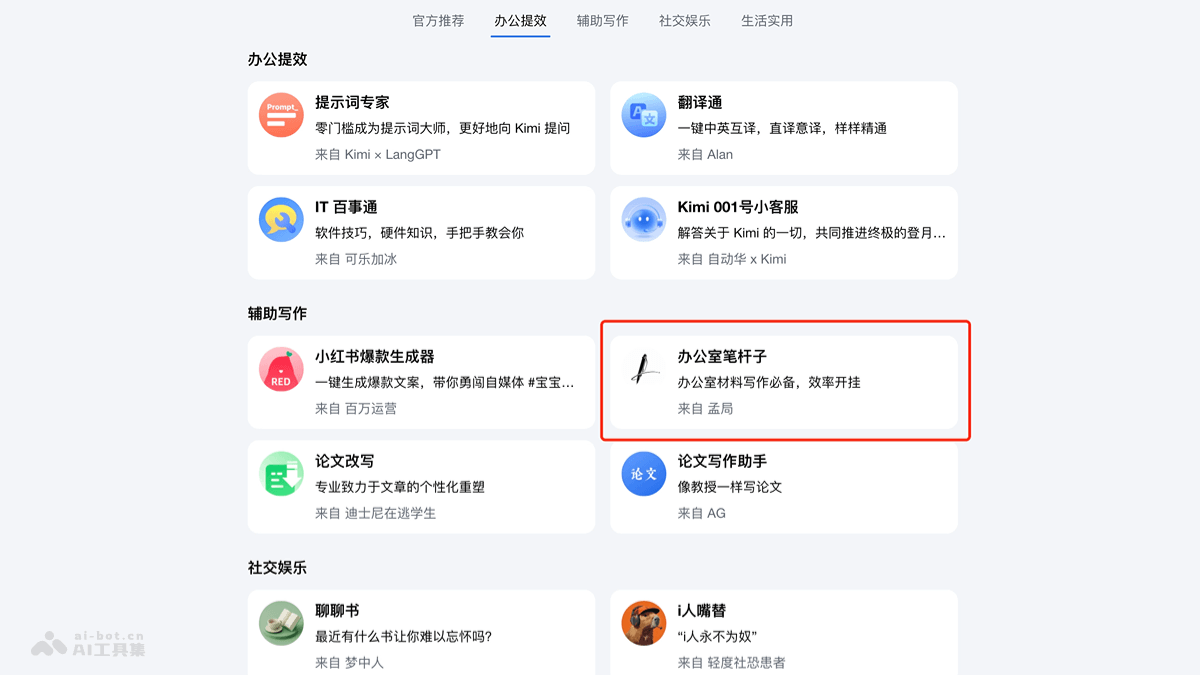 官方推荐 办公提效 辅助写作 社交娱乐 生活实用
办公提效
Prompt_
提示词专家
零门槛成为提示词大师，更好地向 Kimi 提问
来自 Kimi × LangGPT
A 文
翻译通
一键中英互译，直译意译，样样精通
来自 Alan
IT 百事通
软件技巧，硬件知识，手把手教会你
来自 可乐加冰
Kimi 001号小客服
解答关于 Kimi 的一切，共同推进终极的登月...
来自 自动华 x Kimi
辅助写作
RED
小红书爆款生成器
一键生成爆款文案，带你勇闯自媒体 #宝宝...
来自 百万运营
办公室笔杆子
办公室材料写作必备，效率开挂
来自 孟局
论文改写
专业致力于文章的个性化重塑
来自 迪士尼在逃学生
论文
论文写作助手
像教授一样写论文
来自 AG
社交娱乐
聊聊书
最近有什么书让你难以忘怀吗?
来自 梦中人
i人嘴替
“i人永不为奴”
来自 轻度社恐患者
ai-bot.cn
AI工具集